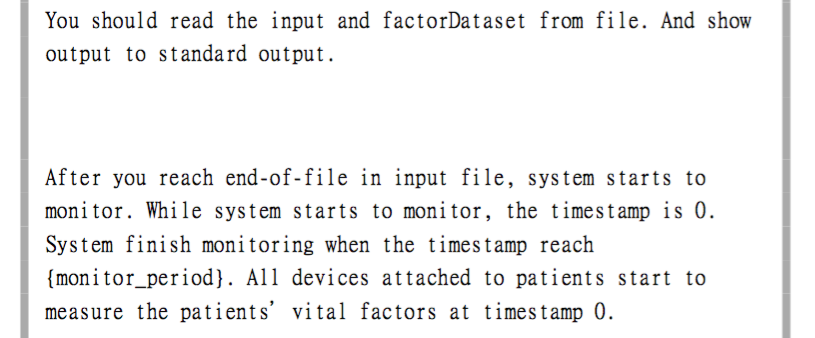 You should read the input and factorDataset from file. And show
output to standard output.
After you reach end-of-file in input file, system starts to
monitor. While system starts to monitor, the timestamp is 0.
System finish monitoring when the timestamp reach
{monitor_period}. All devices attached to patients start to
measure the patients’ vital factors at timestamp 0.